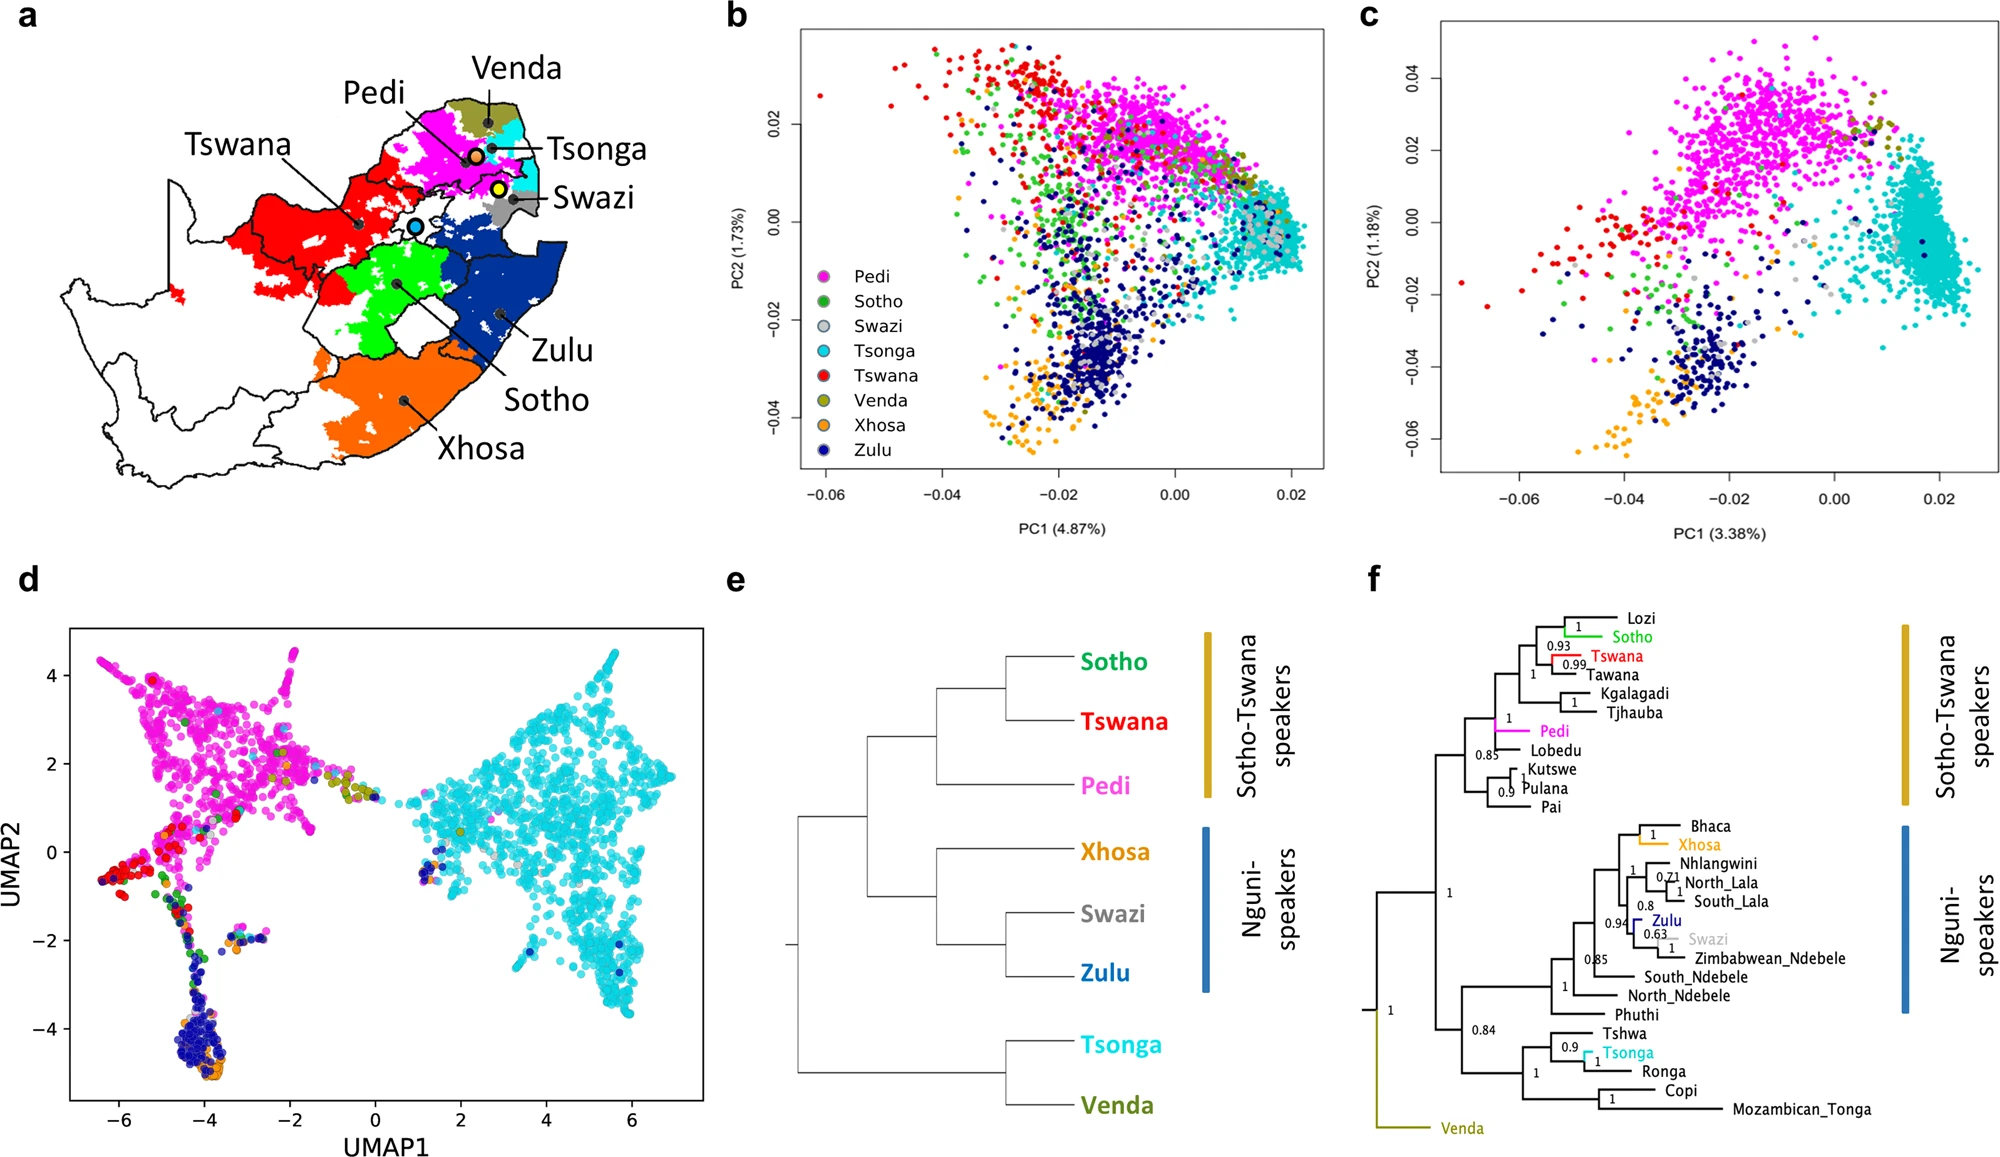 a
Venda
Pedi
Tswana
Tsonga
Swazi
Zulu
Sotho
Xhosa
b
0.02
0.00
−0.02
−0.04
PC2 (1.73%)
Pedi
Sotho
Swazi
Tsonga
Tswana
Venda
Xhosa
Zulu
−0.06
−0.04
−0.02
0.00
0.02
PC1 (4.87%)
c
0.04
0.02
0.00
−0.02
−0.04
−0.06
PC2 (1.18%)
−0.06
−0.04
−0.02
0.00
0.02
PC1 (3.38%)
d
4
2
0
−2
−4
UMAP2
−6
−4
−2
0
2
4
6
UMAP1
e
Sotho
Tswana
Pedi
Xhosa
Swazi
Zulu
Tsonga
Venda
Sotho-Tswana
speakers
Nguni-
speakers
f
Lozi
1
Sotho
0.93
Tswana
0.99
Tawana
1
Kgalagadi
1
Tjhauba
1
Pedi
Lobedu
0.85
Kutswe
1
Pulana
0.9
Pai
Bhaca
1
Xhosa
Nhlangwini
1
0.71
North_Lala
1
South_Lala
0.8
Zulu
0.94
0.63
Swazi
1
Zimbabwean_Ndebele
0.85
South_Ndebele
1
North_Ndebele
Phuthi
1
1
0.84
Tshwa
0.9
Tsonga
1
Ronga
1
Copi
1
Mozambican_Tonga
Venda
Sotho-Tswana
speakers
Nguni-
speakers